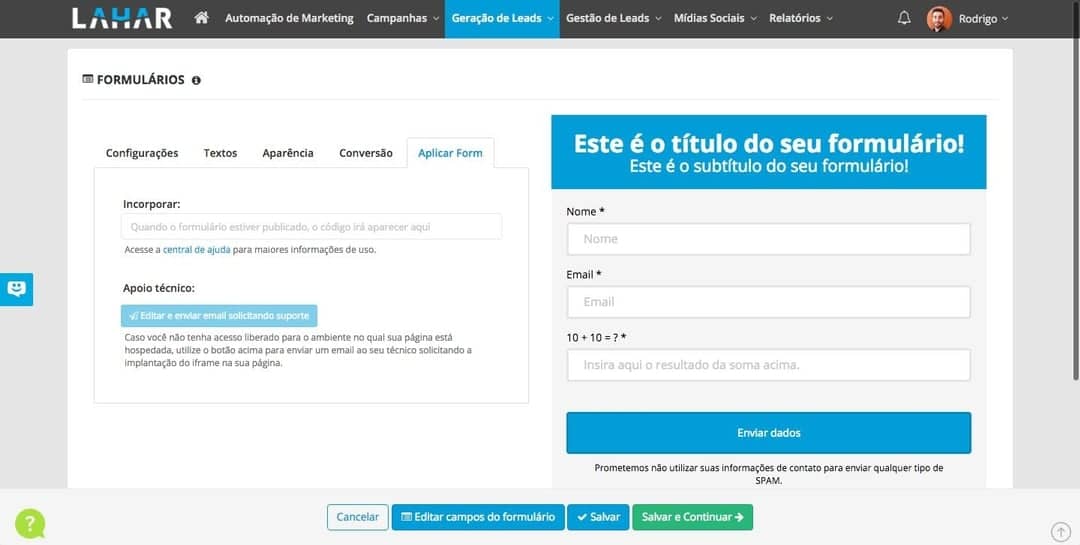 LAHAR
Automação de Marketing Campanhas Geração de Leads Gestão de Leads Mídias Sociais Relatórios Rodrigo
FORMULÁRIOS
Configurações Textos Aparência Conversão Aplicar Form
Incorporar:
Quando o formulário estiver publicado, o código irá aparecer aqui
Acesse a central de ajuda para maiores informações de uso.
Apoio técnico:
Editar e enviar email solicitando suporte
Caso você não tenha acesso liberado para o ambiente no qual sua página está
hospedada, utilize o botão acima para enviar um email ao seu técnico solicitando a
implantação do iframe na sua página.
Este é o título do seu formulário!
Este é o subtítulo do seu formulário!
Nome *
Nome
Email *
Email
10 + 10 = ? *
Insira aqui o resultado da soma acima.
Enviar dados
Prometemos não utilizar suas informações de contato para enviar qualquer tipo de
SPAM.
?
Cancelar Editar campos do formulário Salvar Salvar e Continuar